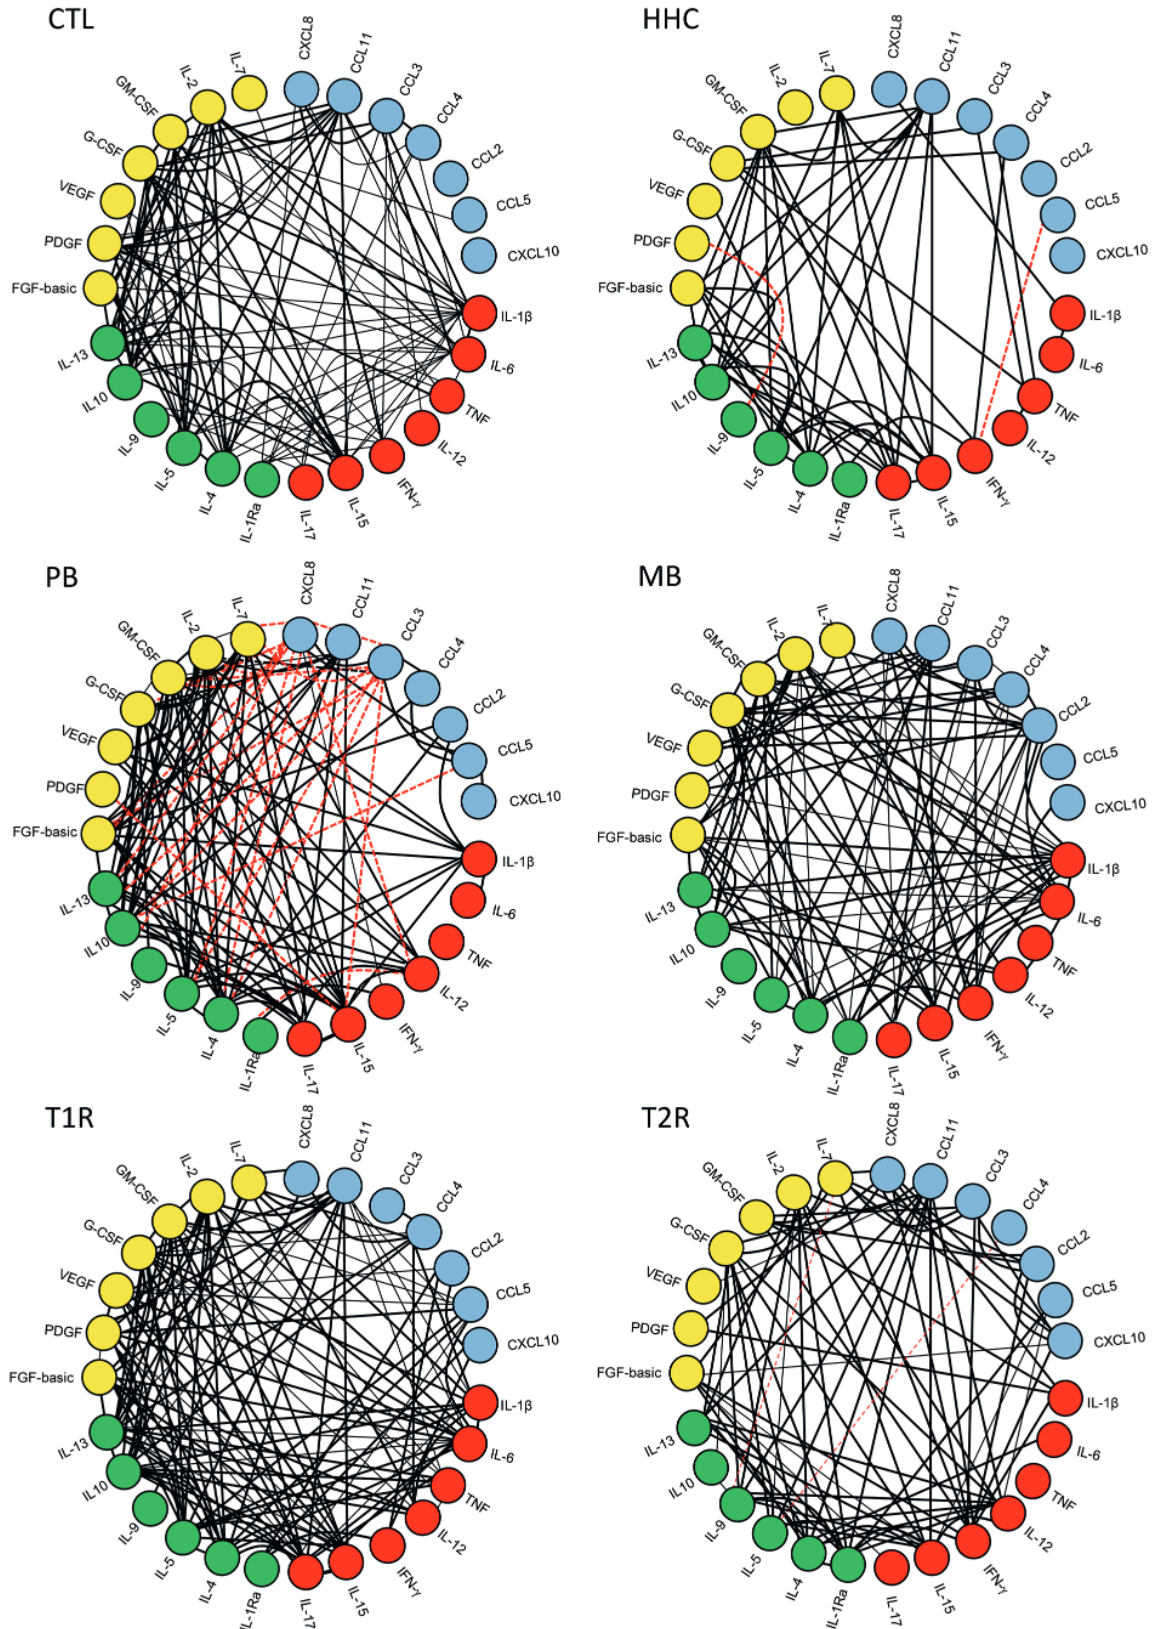 CTL
CXCL8
CCL11
CCL3
CCL4
CCL2
CCL5
CXCL10
IL-1β
IL-6
TNF
IL-12
IFN-γ
IL-15
IL-17
IL-1Ra
IL-4
IL-5
IL-9
IL10
IL-13
FGF-basic
PDGF
VEGF
G-CSF
GM-CSF
IL-2
IL-7
HHC
CXCL8
CCL11
CCL3
CCL4
CCL2
CCL5
CXCL10
IL-1β
IL-6
TNF
IL-12
IFN-γ
IL-15
IL-17
IL-1Ra
IL-4
IL-5
IL-9
IL10
IL-13
FGF-basic
PDGF
VEGF
G-CSF
GM-CSF
IL-2
IL-7
PB
CXCL8
CCL11
CCL3
CCL4
CCL2
CCL5
CXCL10
IL-1β
IL-6
TNF
IL-12
IFN-γ
IL-15
IL-17
IL-1Ra
IL-4
IL-5
IL-9
IL10
IL-13
FGF-basic
PDGF
VEGF
G-CSF
GM-CSF
IL-2
IL-7
MB
CXCL8
CCL11
CCL3
CCL4
CCL2
CCL5
CXCL10
IL-1β
IL-6
TNF
IL-12
IFN-γ
IL-15
IL-17
IL-1Ra
IL-4
IL-5
IL-9
IL10
IL-13
FGF-basic
PDGF
VEGF
G-CSF
GM-CSF
IL-2
IL-7
T1R
CXCL8
CCL11
CCL3
CCL4
CCL2
CCL5
CXCL10
IL-1β
IL-6
TNF
IL-12
IFN-γ
IL-15
IL-17
IL-1Ra
IL-4
IL-5
IL-9
IL10
IL-13
FGF-basic
PDGF
VEGF
G-CSF
GM-CSF
IL-2
IL-7
T2R
CXCL8
CCL11
CCL3
CCL4
CCL2
CCL5
CXCL10
IL-1β
IL-6
TNF
IL-12
IFN-γ
IL-15
IL-17
IL-1Ra
IL-4
IL-5
IL-9
IL10
IL-13
FGF-basic
PDGF
VEGF
G-CSF
GM-CSF
IL-2
IL-7